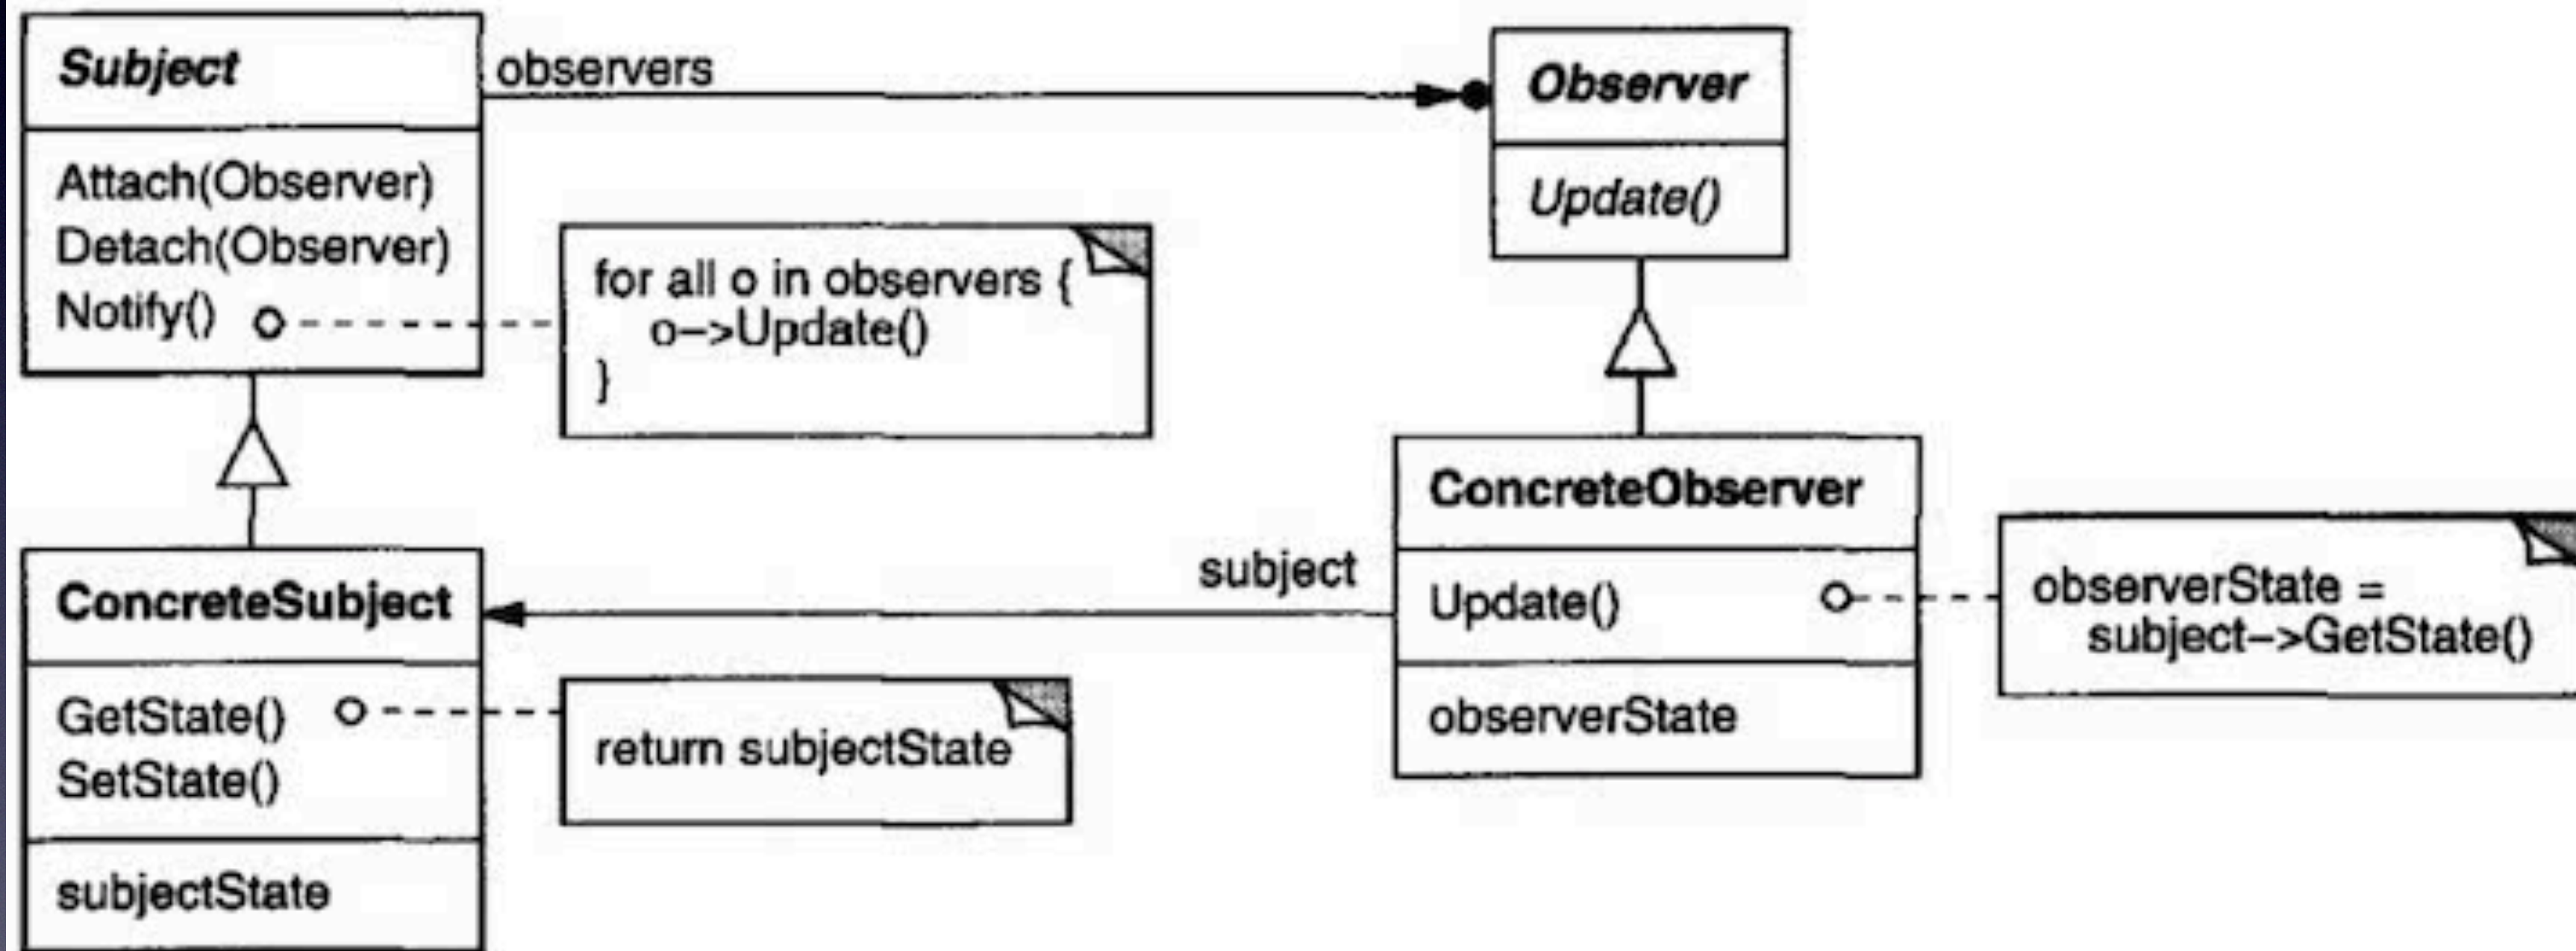 Subject
Attach(Observer)
Detach(Observer)
Notify()
observers
for all o in observers {
o–>Update()
}
Observer
Update()
ConcreteSubject
GetState()
SetState()
subjectState
return subjectState
subject
ConcreteObserver
Update()
observerState
observerState =
subject–>GetState()